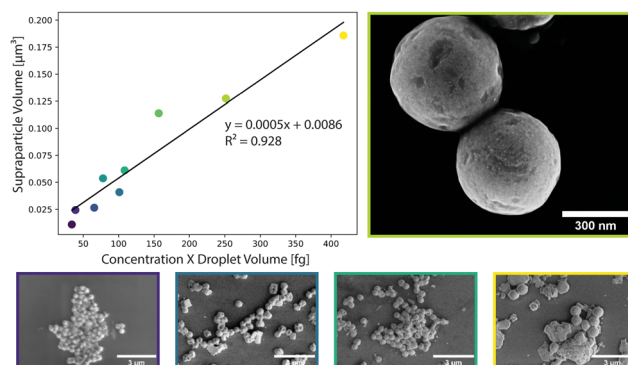 0.200
0.175
0.150
0.125
0.100
0.075
0.050
0.025
Supraparticle Volume [µm³]
y = 0.0005x + 0.0086
R² = 0.928
50 100 150 200 250 300 350 400
Concentration X Droplet Volume [fg]
300 nm
3 µm 3 µm 3 µm 3 µm